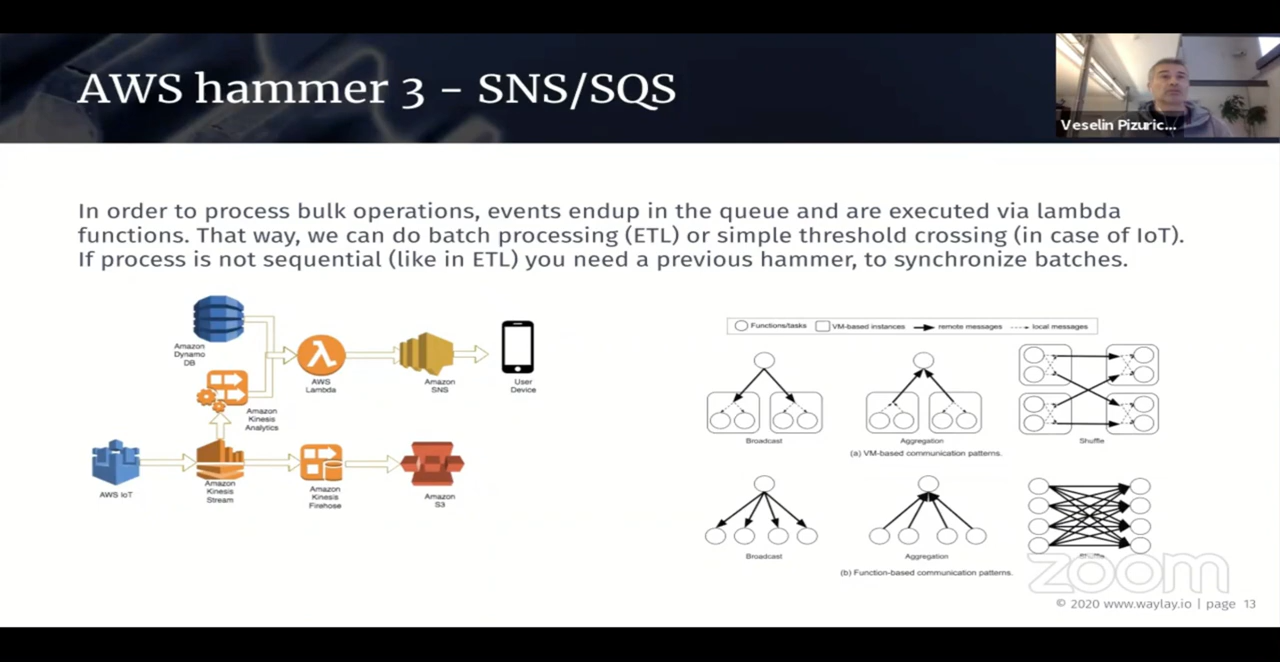 AWS hammer 3 – SNS/SQS
Veselin Pizuric...
In order to process bulk operations, events endup in the queue and are executed via lambda
functions. That way, we can do batch processing (ETL) or simple threshold crossing (in case of IoT).
If process is not sequential (like in ETL) you need a previous hammer, to synchronize batches.
Amazon
Dynamo
DB
AWS
Lambda
Amazon
SNS
User
Device
Amazon
Kinesis
Analytics
AWS IoT
Amazon
Kinesis
Stream
Amazon
Kinesis
Firehose
Amazon
S3
Functions/tasks VM-based instances remote messages local messages
Broadcast Aggregation Shuffle
(a) VM-based communication patterns.
Broadcast Aggregation
(b) Function-based communication patterns.
zoom
© 2020 www.waylay.io | page 13